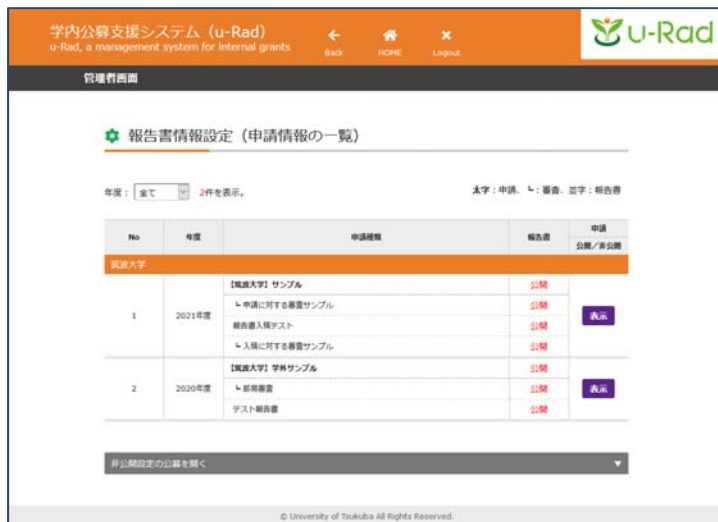 学内公募支援システム（u-Rad）
u-Rad, a management system for internal grants
Back
HOME
Logout
u-Rad
管理者画面
報告書情報設定（申請情報の一覧）
年度： 全て 2件を表示。
太字：申請、┗：審査、並字：報告書
No 年度 申請種類 報告書 申請
公開／非公開
筑波大学
【筑波大学】サンプル 公開
┗ 申請に対する審査サンプル 公開
1 2021年度 表示
報告書入稿テスト 公開
┗ 入稿に対する審査サンプル 公開
【筑波大学】学外サンプル 公開
2 2020年度 ┗ 部局審査 公開 表示
テスト報告書 公開
非公開設定の公募を開く ▼
© University of Tsukuba All Rights Reserved.